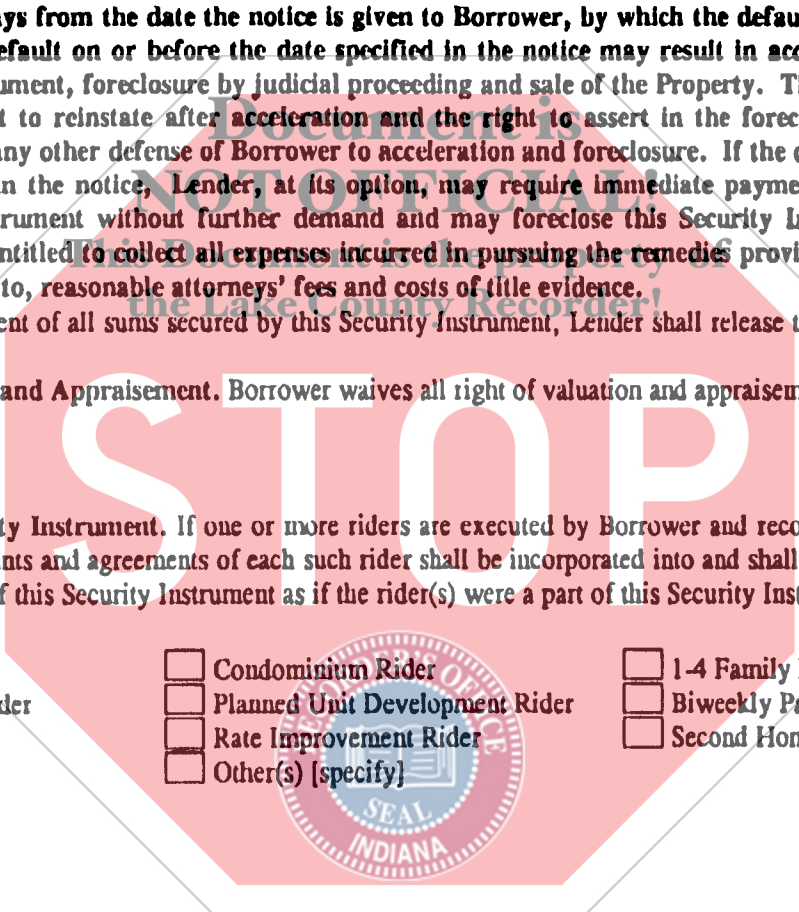 ys from the date the notice is given to Borrower, by which the defau
efault on or before the date specified in the notice may result in acc
ument, foreclosure by judicial proceeding and sale of the Property. T
t to reinstate after acceleration and the right to assert in the forec
any other defense of Borrower to acceleration and foreclosure. If the
n the notice, Lender, at its option, may require immediate payme
trument without further demand and may foreclose this Security I
ntitled to collect all expenses incurred in pursuing the remedies provi
to, reasonable attorneys' fees and costs of title evidence.
ent of all sums secured by this Security Instrument, Lender shall release t
Document is
NOT OFFICIAL!
This Document is the property of
the Lake County Recorder!
and Appraisement. Borrower waives all right of valuation and appraisem
STOP
ty Instrument. If one or more riders are executed by Borrower and reco
nts and agreements of each such rider shall be incorporated into and shall
f this Security Instrument as if the rider(s) were a part of this Security Inst
Condominium Rider
1-4 Family
der
Planned Unit Development Rider
Biweekly Pa
Rate Improvement Rider
Second Hom
Other(s) [specify]
RECORDER'S OFFICE
SEAL
INDIANA